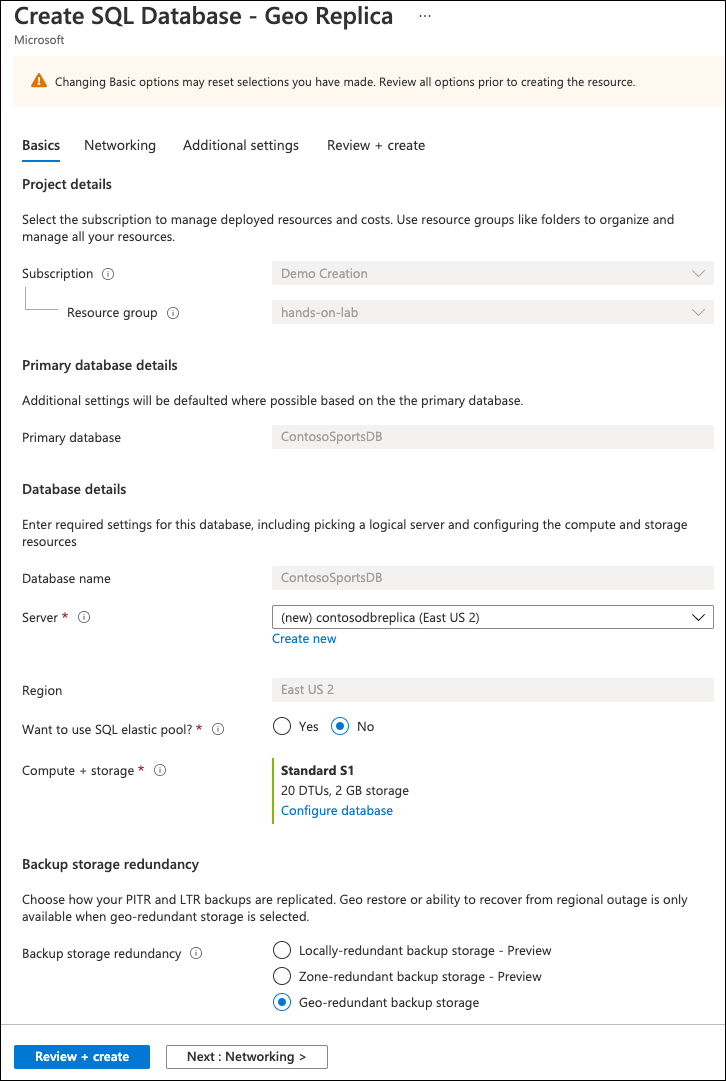 Create SQL Database - Geo Replica ...
Microsoft
Changing Basic options may reset selections you have made. Review all options prior to creating the resource.
Basics Networking Additional settings Review + create
Project details
Select the subscription to manage deployed resources and costs. Use resource groups like folders to organize and
manage all your resources.
Subscription Demo Creation
Resource group hands-on-lab
Primary database details
Additional settings will be defaulted where possible based on the the primary database.
Primary database ContosoSportsDB
Database details
Enter required settings for this database, including picking a logical server and configuring the compute and storage
resources
Database name ContosoSportsDB
Server * (new) contosodbreplica (East US 2)
Create new
Region East US 2
Want to use SQL elastic pool? * Yes No
Compute + storage * Standard S1
20 DTUs, 2 GB storage
Configure database
Backup storage redundancy
Choose how your PITR and LTR backups are replicated. Geo restore or ability to recover from regional outage is only
available when geo-redundant storage is selected.
Backup storage redundancy Locally-redundant backup storage - Preview
Zone-redundant backup storage - Preview
Geo-redundant backup storage
Review + create Next : Networking >